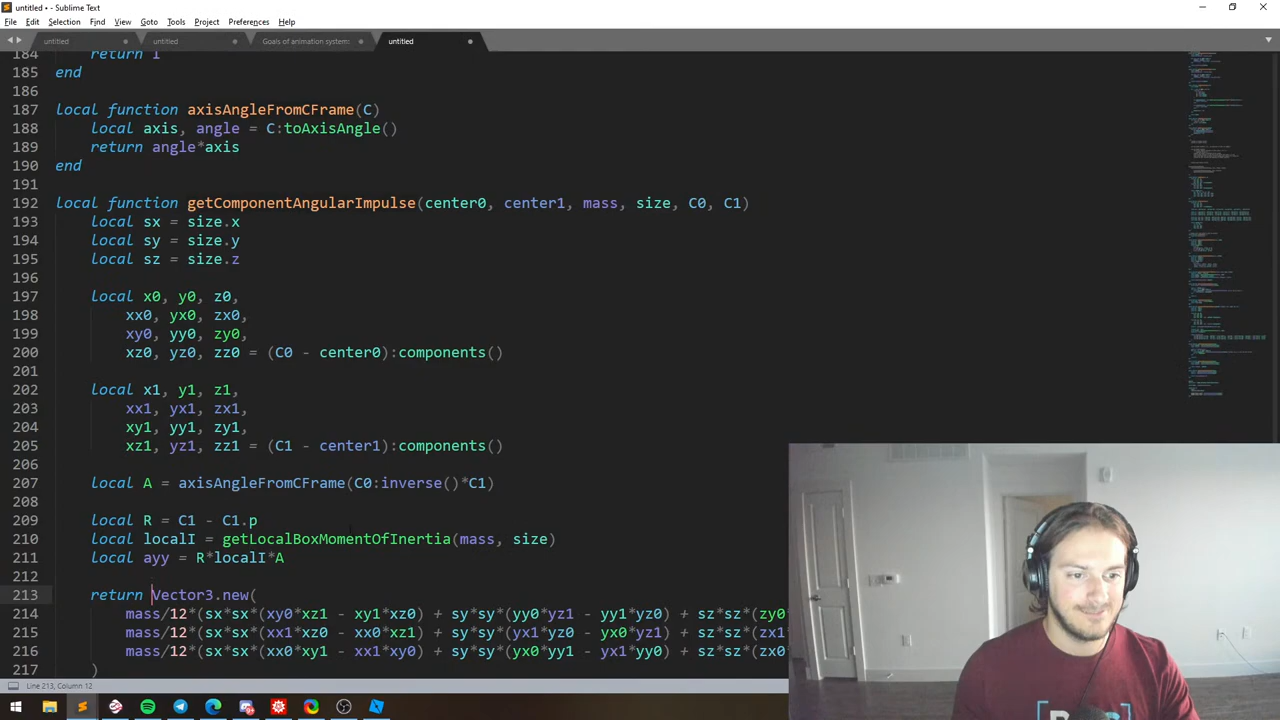 untitled • - Sublime Text
File Edit Selection Find View Goto Tools Project Preferences Help
untitled untitled Goals of animation system: untitled
184 return 1
185 end
186
187 local function axisAngleFromCFrame(C)
188 local axis, angle = C:toAxisAngle()
189 return angle*axis
190 end
191
192 local function getComponentAngularImpulse(center0, center1, mass, size, C0, C1)
193 local sx = size.x
194 local sy = size.y
195 local sz = size.z
196
197 local x0, y0, z0,
198 xx0, yx0, zx0,
199 xy0, yy0, zy0,
200 xz0, yz0, zz0 = (C0 - center0):components()
201
202 local x1, y1, z1,
203 xx1, yx1, zx1,
204 xy1, yy1, zy1,
205 xz1, yz1, zz1 = (C1 - center1):components()
206
207 local A = axisAngleFromCFrame(C0:inverse()*C1)
208
209 local R = C1 - C1.p
210 local localI = getLocalBoxMomentOfInertia(mass, size)
211 local ayy = R*localI*A
212
213 return Vector3.new(
214 mass/12*(sx*sx*(xy0*xz1 - xy1*xz0) + sy*sy*(yy0*yz1 - yy1*yz0) + sz*sz*(zy0
215 mass/12*(sx*sx*(xx1*xz0 - xx0*xz1) + sy*sy*(yx1*yz0 - yx0*yz1) + sz*sz*(zx1
216 mass/12*(sx*sx*(xx0*xy1 - xx1*xy0) + sy*sy*(yx0*yy1 - yx1*yy0) + sz*sz*(zx0
217 )
Line 213, Column 12